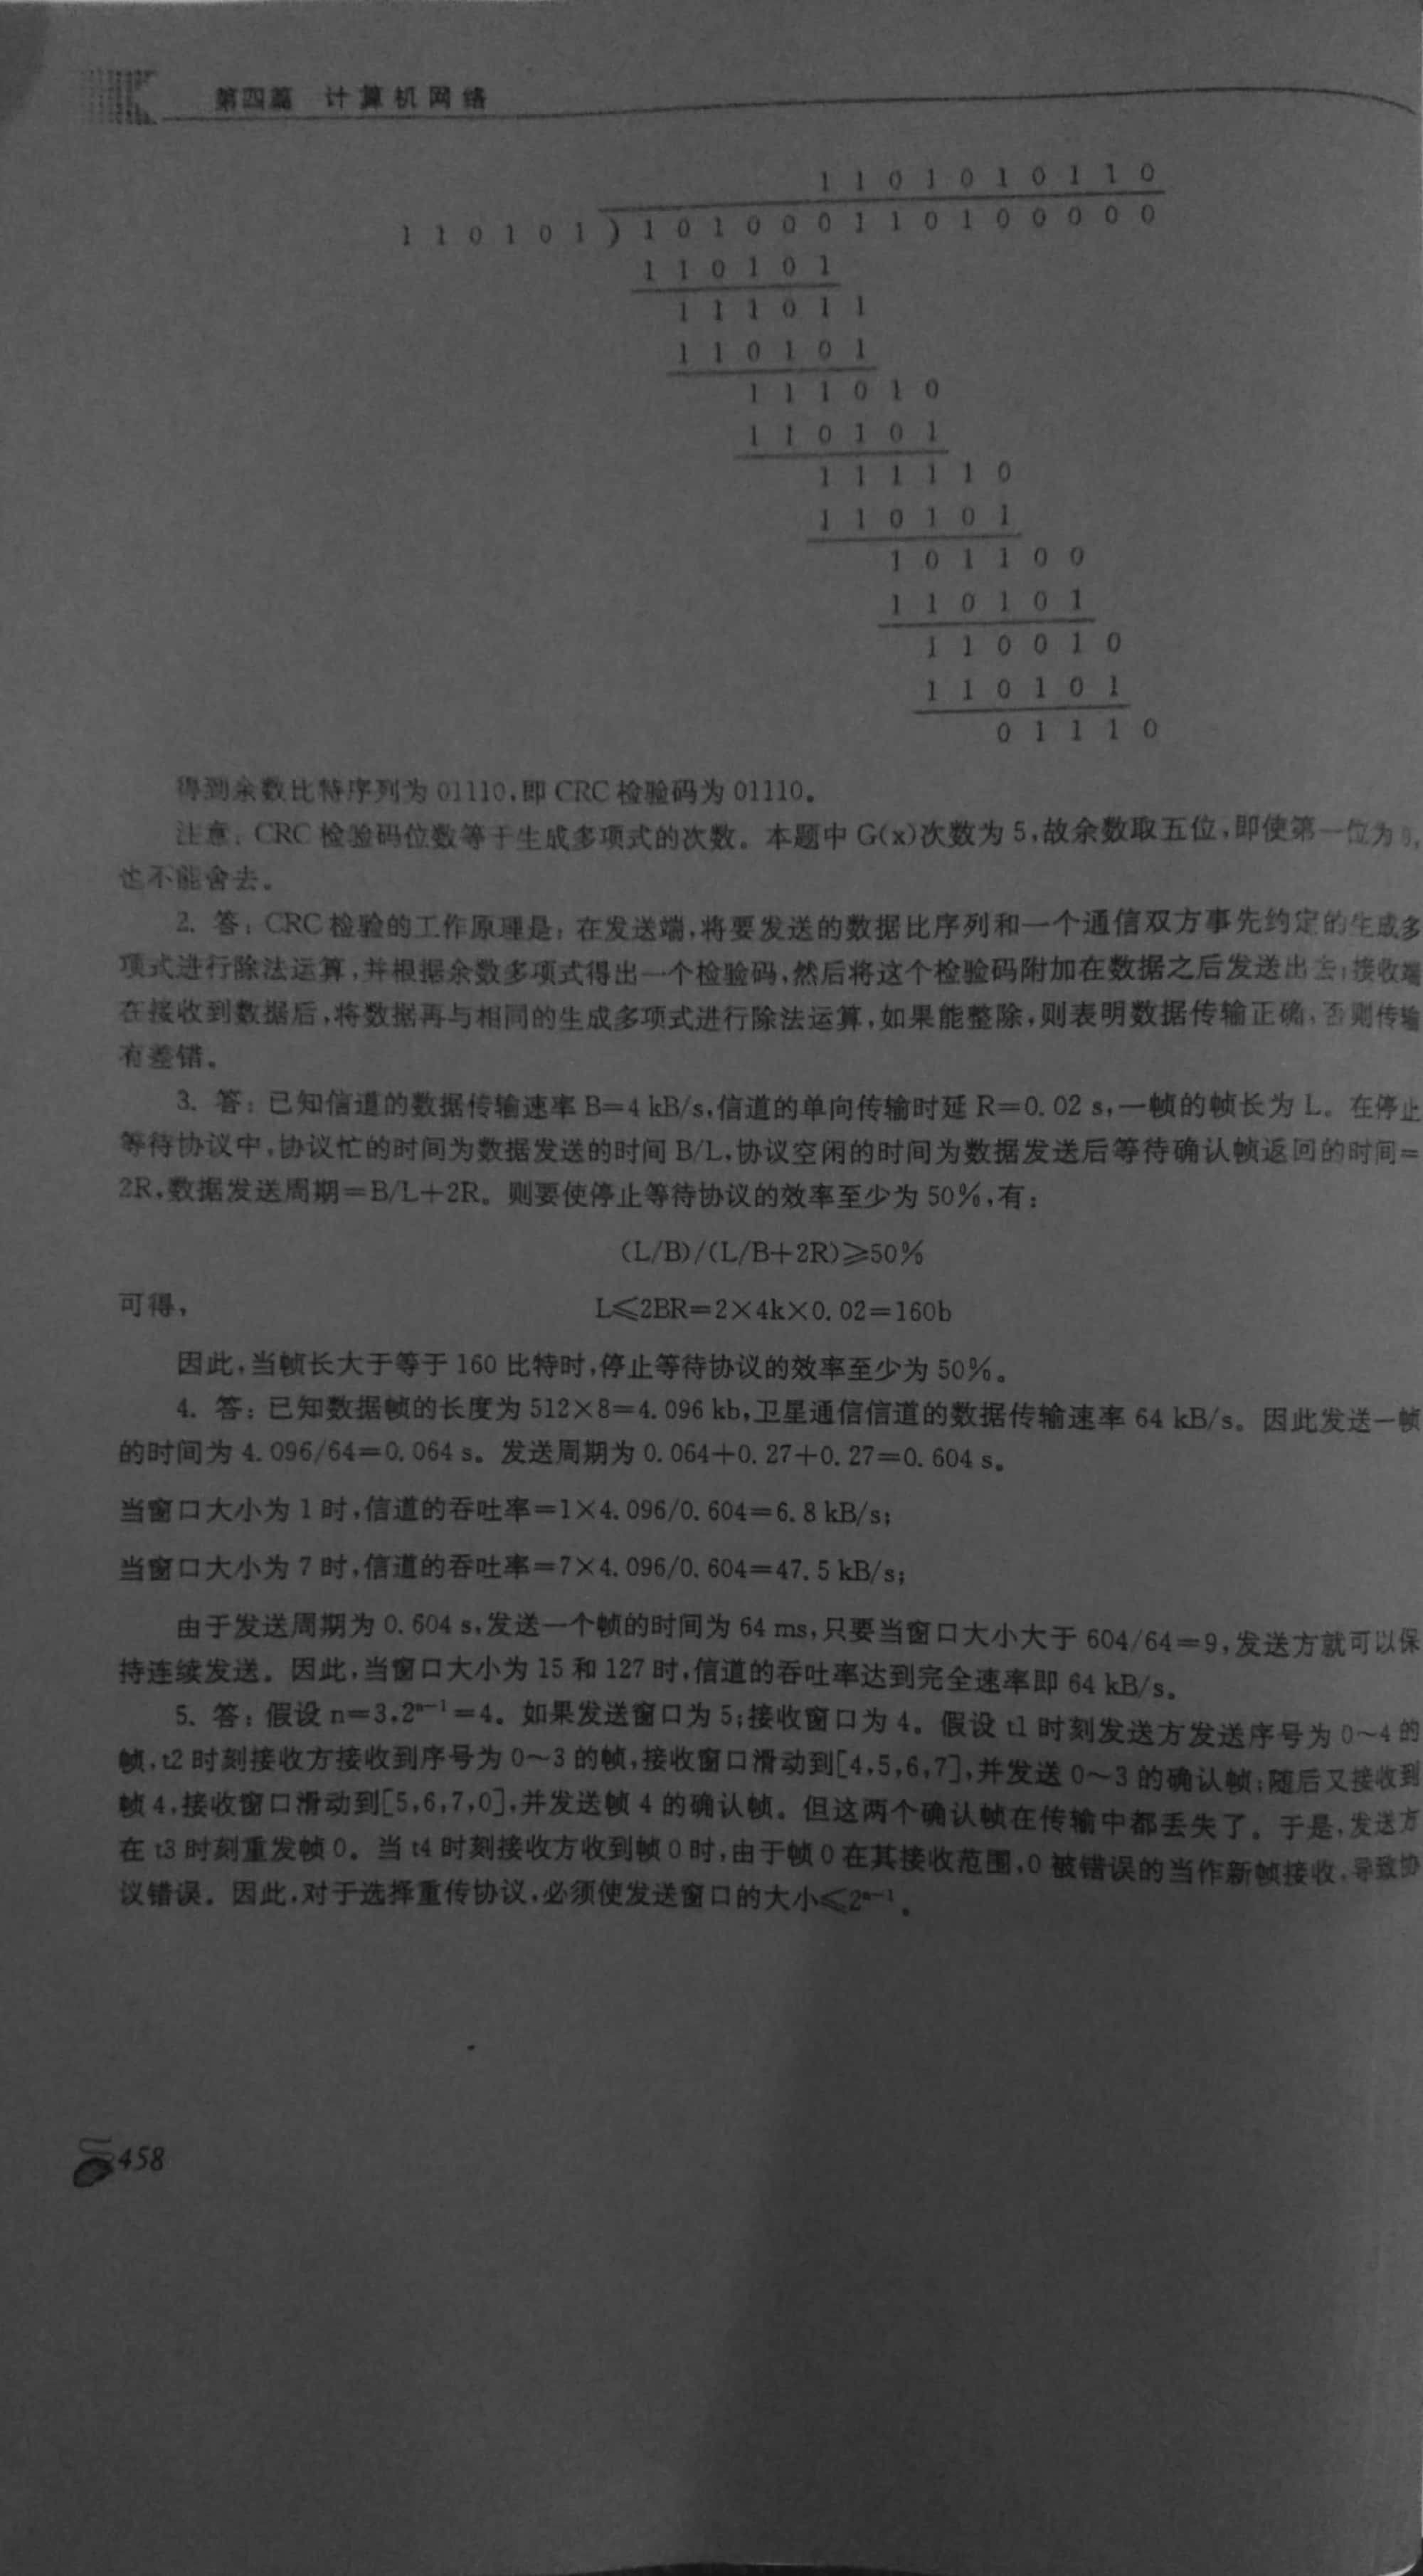 第四篇 计算机网络
1 1 0 1 0 1 0 1 1 0
1 1 0 1 0 1 ) 1 0 1 0 0 0 1 1 0 1 0 0 0 0 0
1 1 0 1 0 1
1 1 1 0 1 1
1 1 0 1 0 1
1 1 1 0 1 0
1 1 0 1 0 1
1 1 1 1 1 0
1 1 0 1 0 1
1 0 1 1 0 0
1 1 0 1 0 1
1 1 0 0 1 0
1 1 0 1 0 1
0 1 1 1 0
得到余数比特序列为 01110,即 CRC 检验码为 01110。
注意：CRC 检验码位数等于生成多项式的次数。本题中 G(x)次数为 5,故余数取五位,即使第一位为 0,
也不能舍去。
2. 答：CRC 检验的工作原理是：在发送端,将要发送的数据比序列和一个通信双方事先约定的生成多
项式进行除法运算,并根据余数多项式得出一个检验码,然后将这个检验码附加在数据之后发送出去;接收端
在接收到数据后,将数据再与相同的生成多项式进行除法运算,如果能整除,则表明数据传输正确,否则传输
有差错。
3. 答：已知信道的数据传输速率 B=4 kB/s,信道的单向传输时延 R=0.02 s,一帧的帧长为 L。在停止
等待协议中,协议忙的时间为数据发送的时间 B/L,协议空闲的时间为数据发送后等待确认帧返回的时间=
2R,数据发送周期=B/L+2R。则要使停止等待协议的效率至少为 50%,有：
(L/B)/(L/B+2R)⩾50%
可得, L⩽2BR=2×4k×0.02=160b
因此,当帧长大于等于 160 比特时,停止等待协议的效率至少为 50%。
4. 答：已知数据帧的长度为 512×8=4.096 kb,卫星通信信道的数据传输速率 64 kB/s。因此发送一帧
的时间为 4.096/64=0.064 s。发送周期为 0.064+0.27+0.27=0.604 s。
当窗口大小为 1 时,信道的吞吐率=1×4.096/0.604=6.8 kB/s;
当窗口大小为 7 时,信道的吞吐率=7×4.096/0.604=47.5 kB/s;
由于发送周期为 0.604 s,发送一个帧的时间为 64 ms,只要当窗口大小大于 604/64=9,发送方就可以保
持连续发送。因此,当窗口大小为 15 和 127 时,信道的吞吐率达到完全速率即 64 kB/s。
5. 答：假设 n=3,2ⁿ⁻¹=4。如果发送窗口为 5;接收窗口为 4。假设 t1 时刻发送方发送序号为 0~4 的
帧,t2 时刻接收方接收到序号为 0~3 的帧,接收窗口滑动到[4,5,6,7],并发送 0~3 的确认帧;随后又接收到
帧 4,接收窗口滑动到[5,6,7,0],并发送帧 4 的确认帧。但这两个确认帧在传输中都丢失了。于是,发送方
在 t3 时刻重发帧 0。当 t4 时刻接收方收到帧 0 时,由于帧 0 在其接收范围,0 被错误的当作新帧接收,导致协
议错误。因此,对于选择重传协议,必须使发送窗口的大小⩽2ⁿ⁻¹。
458